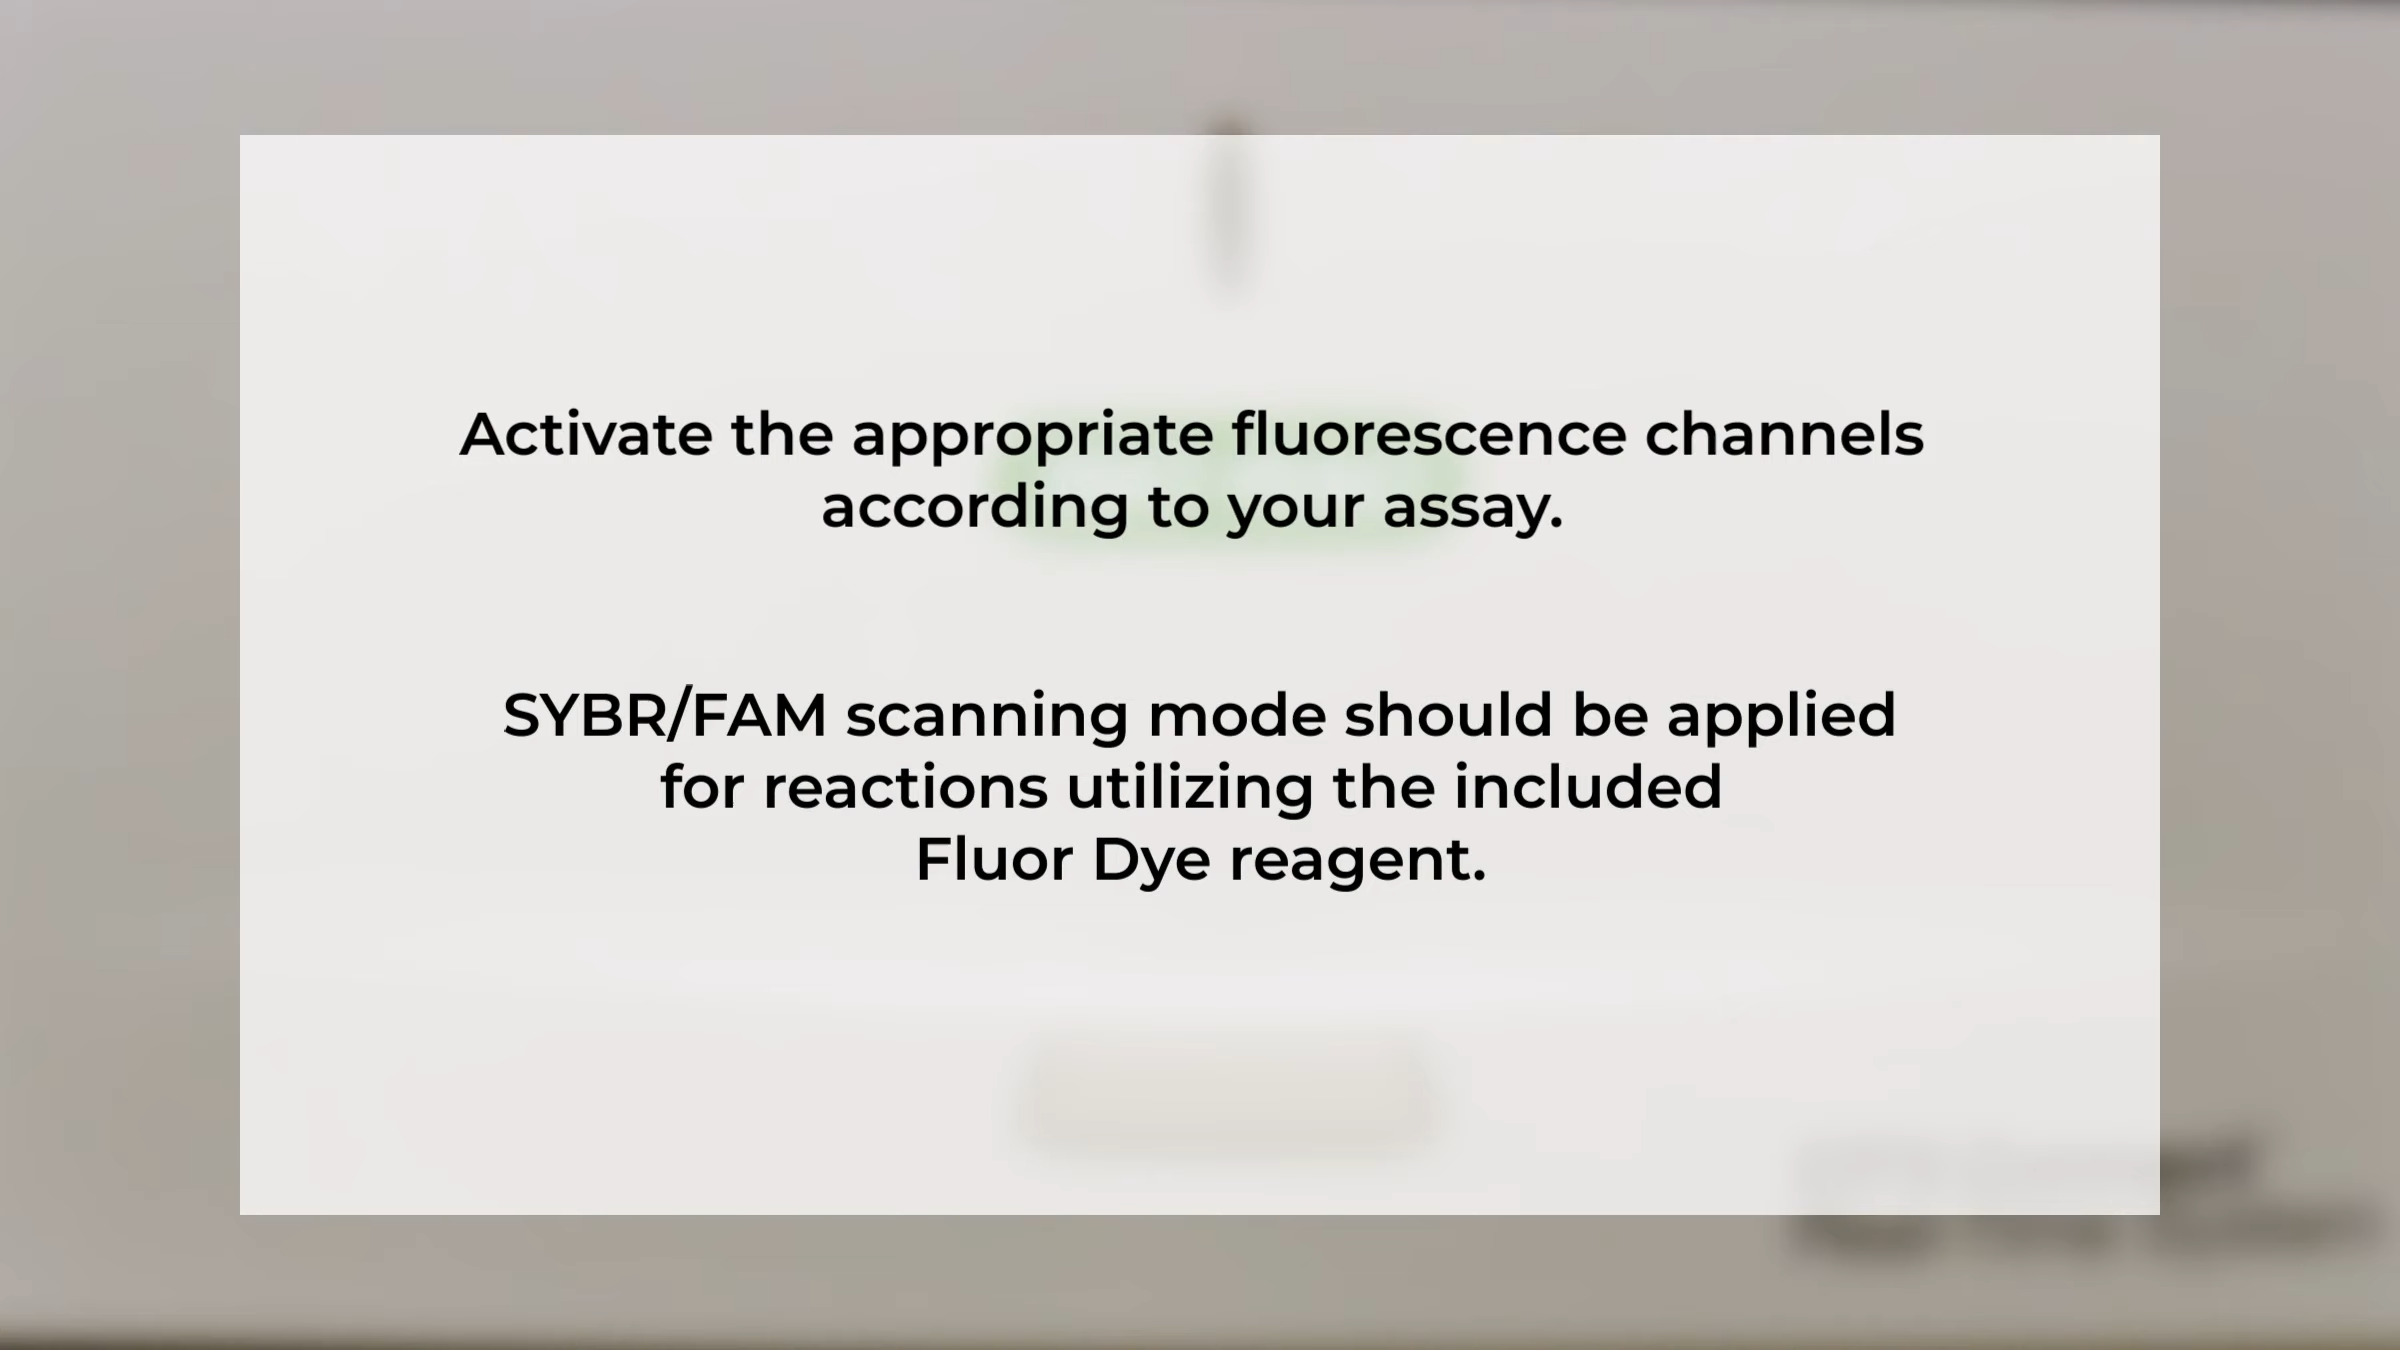 Activate the appropriate fluorescence channels
according to your assay.
SYBR/FAM scanning mode should be applied
for reactions utilizing the included
Fluor Dye reagent.